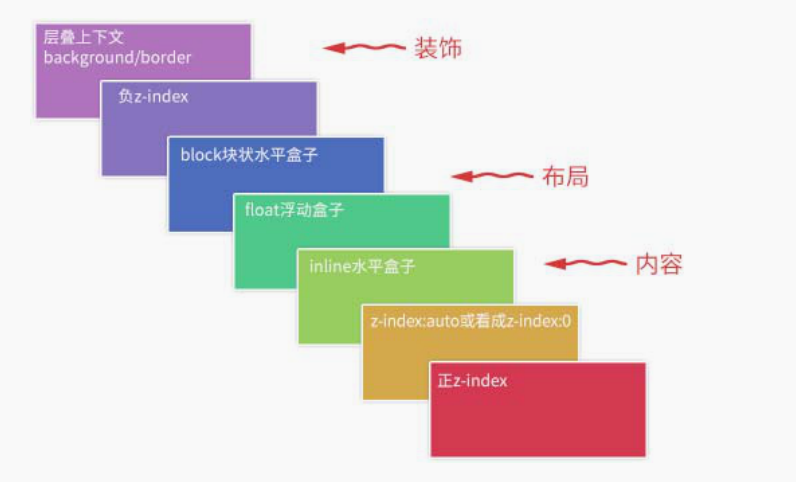 层叠上下文
background/border
装饰
负z-index
block块状水平盒子
布局
float浮动盒子
inline水平盒子
内容
z-index:auto或看成z-index:0
正z-index